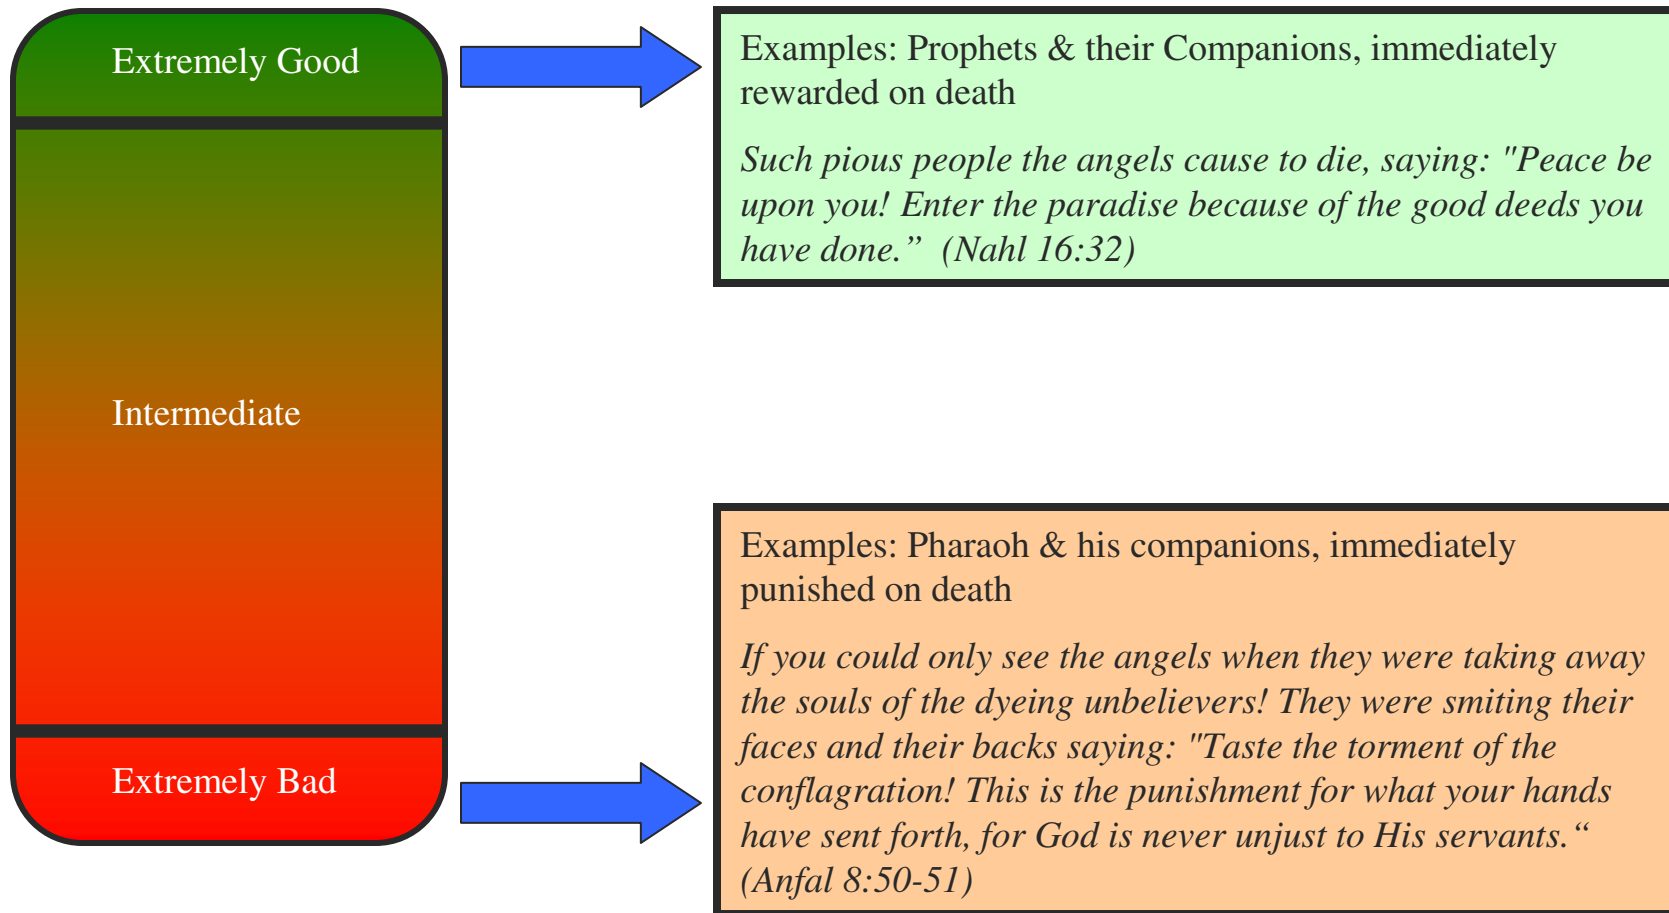 Extremely Good
Examples: Prophets & their Companions, immediately
rewarded on death
Such pious people the angels cause to die, saying: "Peace be
upon you! Enter the paradise because of the good deeds you
have done.” (Nahl 16:32)
Intermediate
Extremely Bad
Examples: Pharaoh & his companions, immediately
punished on death
If you could only see the angels when they were taking away
the souls of the dyeing unbelievers! They were smiting their
faces and their backs saying: "Taste the torment of the
conflagration! This is the punishment for what your hands
have sent forth, for God is never unjust to His servants.“
(Anfal 8:50-51)